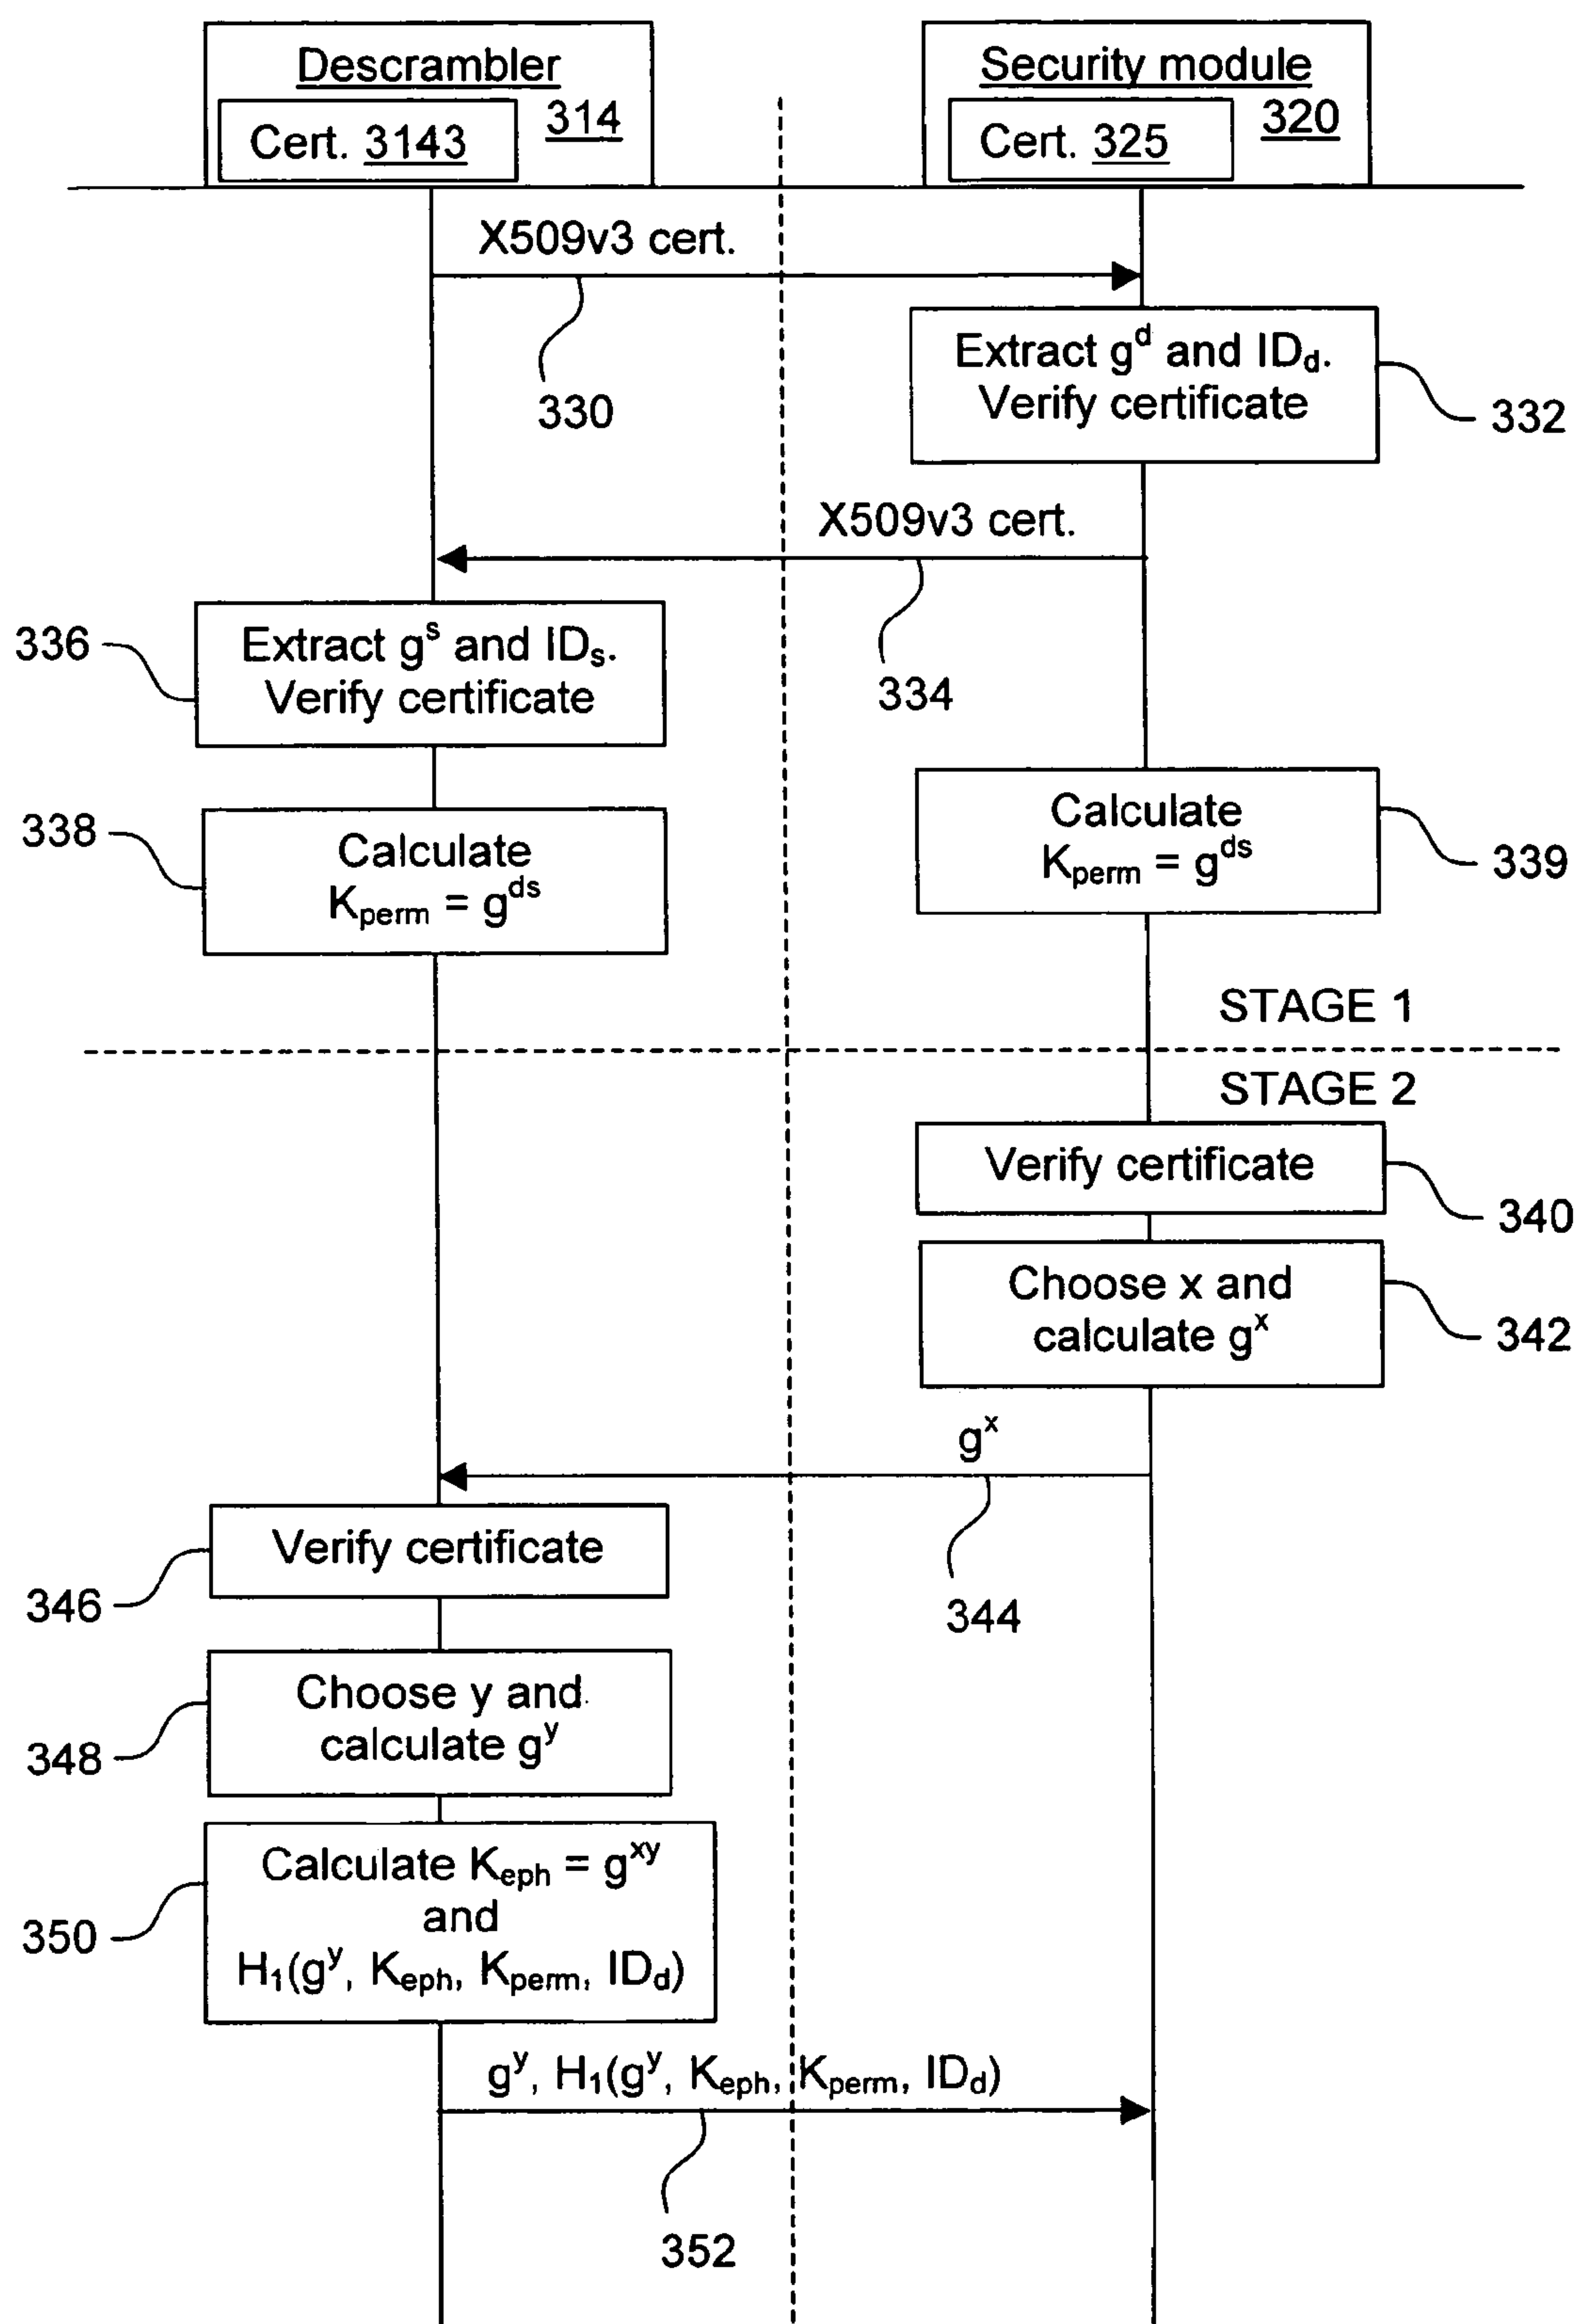 Descrambler
314
Cert. 3143
Security module
320
Cert. 325
X509v3 cert.
330
Extract g^d and ID_d.
Verify certificate
332
X509v3 cert.
334
336
Extract g^s and ID_s.
Verify certificate
338
Calculate
K_perm = g^ds
Calculate
K_perm = g^ds
339
STAGE 1
STAGE 2
Verify certificate
340
Choose x and
calculate g^x
342
g^x
344
Verify certificate
346
Choose y and
calculate g^y
348
Calculate K_eph = g^xy
and
H_1(g^y, K_eph, K_perm, ID_d)
350
g^y, H_1(g^y, K_eph, K_perm, ID_d)
352